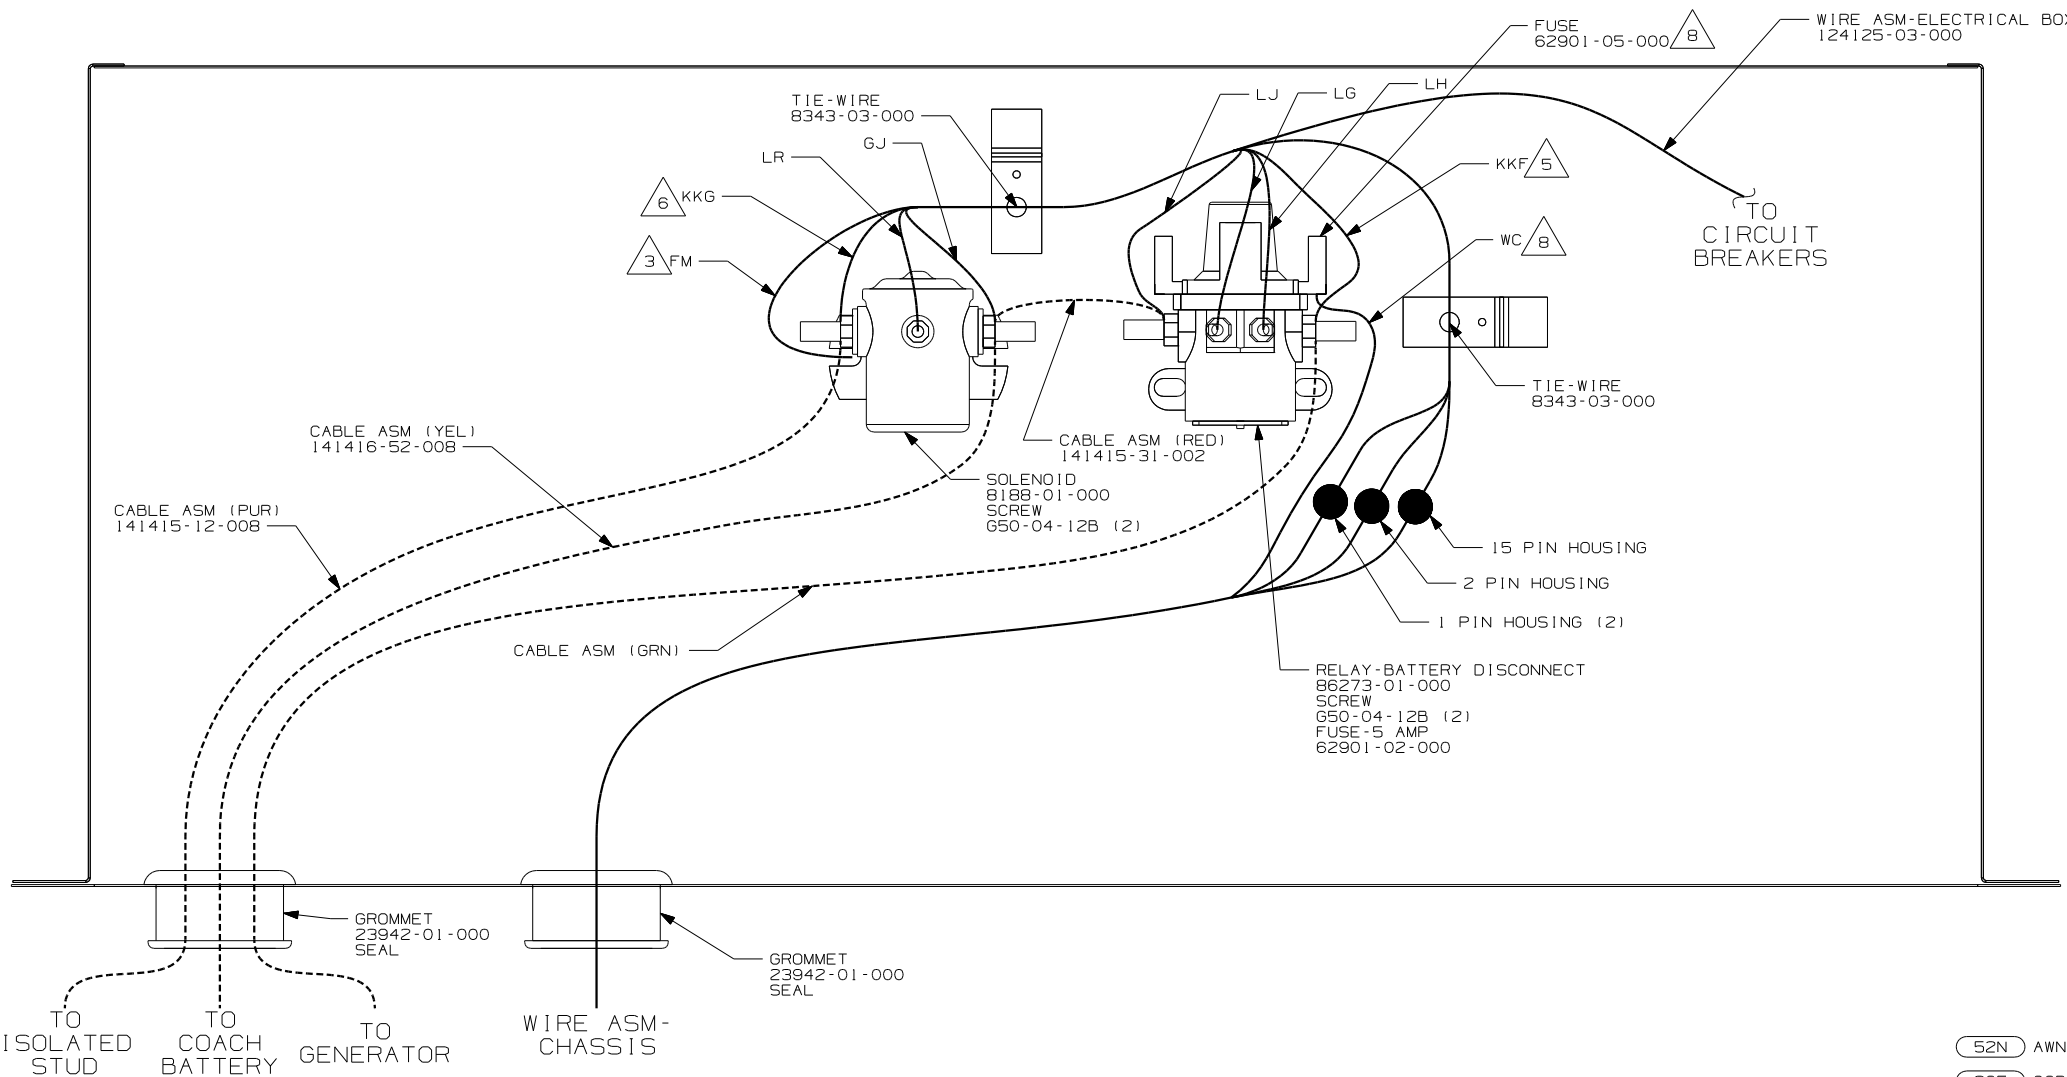 FUSE
62901-05-000
8
WIRE ASM-ELECTRICAL
124125-03-000
TIE-WIRE
8343-03-000
LJ
LG
LH
GJ
LR
KKF
5
6
KKG
3
FM
WC
8
TO
CIRCUIT
BREAKERS
TIE-WIRE
8343-03-000
CABLE ASM (YEL)
141416-52-008
CABLE ASM (RED)
141415-31-002
SOLENOID
8188-01-000
SCREW
G50-04-12B (2)
CABLE ASM (PUR)
141415-12-008
15 PIN HOUSING
2 PIN HOUSING
1 PIN HOUSING (2)
CABLE ASM (GRN)
RELAY-BATTERY DISCONNECT
86273-01-000
SCREW
G50-04-12B (2)
FUSE-5 AMP
62901-02-000
GROMMET
23942-01-000
SEAL
GROMMET
23942-01-000
SEAL
TO
ISOLATED
STUD
TO
COACH
BATTERY
TO
GENERATOR
WIRE ASM-
CHASSIS
52N AWN